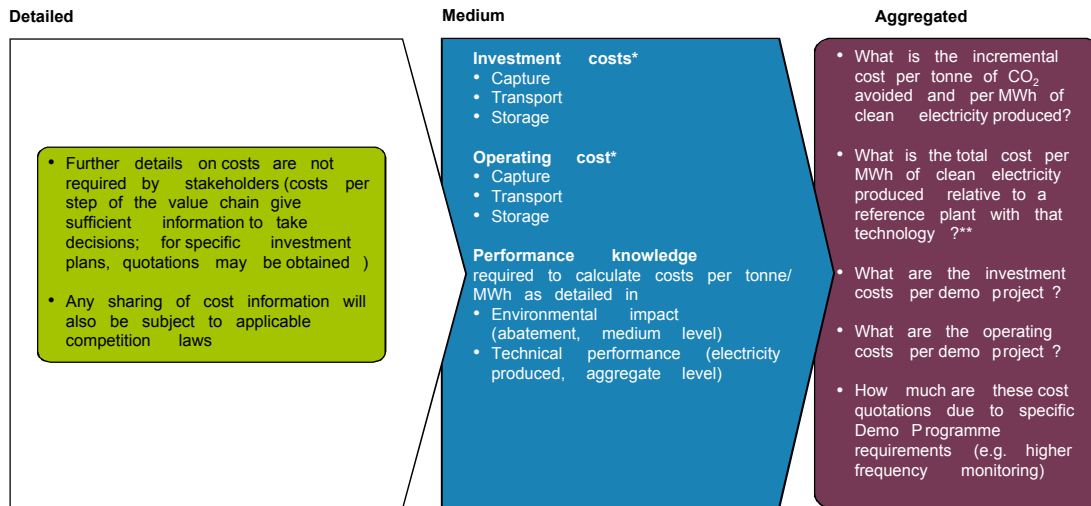 Detailed
Medium
Aggregated
• Further details on costs are not
required by stakeholders (costs per
step of the value chain give
sufficient information to take
decisions; for specific investment
plans, quotations may be obtained )
• Any sharing of cost information will
also be subject to applicable
competition laws
Investment costs*
• Capture
• Transport
• Storage
Operating cost*
• Capture
• Transport
• Storage
Performance knowledge
required to calculate costs per tonne/
MWh as detailed in
• Environmental impact
(abatement, medium level)
• Technical performance (electricity
produced, aggregate level)
• What is the incremental
cost per tonne of CO₂
avoided and per MWh of
clean electricity produced?
• What is the total cost per
MWh of clean electricity
produced relative to a
reference plant with that
technology ?**
• What are the investment
costs per demo project ?
• What are the operating
costs per demo project ?
• How much are these cost
quotations due to specific
Demo Programme
requirements (e.g. higher
frequency monitoring)